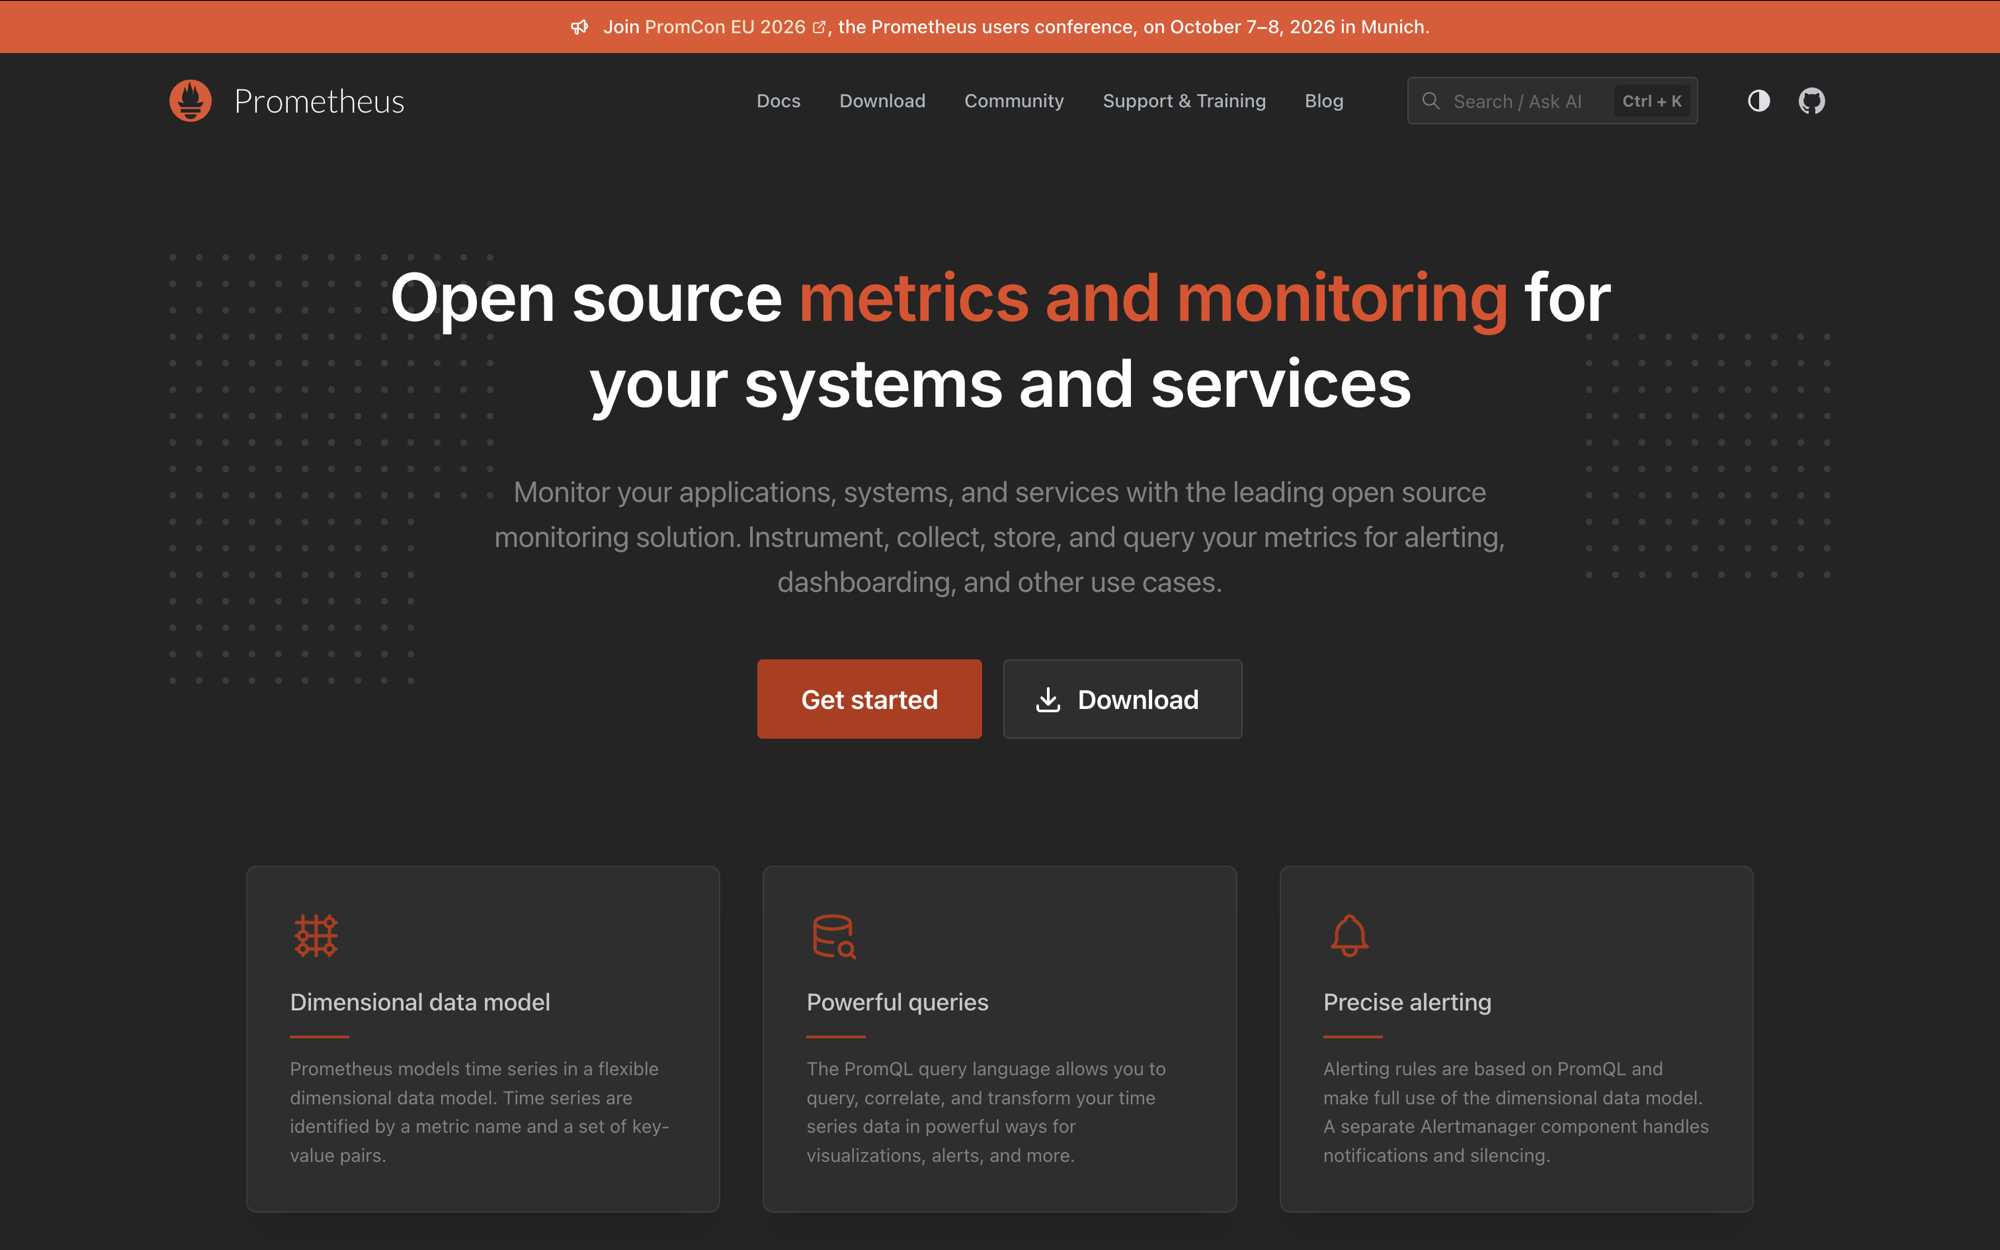 Join PromCon EU 2026, the Prometheus users conference, on October 7–8, 2026 in Munich.
Prometheus
Docs Download Community Support & Training Blog Search / Ask AI Ctrl + K
Open source metrics and monitoring for
your systems and services
Monitor your applications, systems, and services with the leading open source
monitoring solution. Instrument, collect, store, and query your metrics for alerting,
dashboarding, and other use cases.
Get started
Download
Dimensional data model
Prometheus models time series in a flexible
dimensional data model. Time series are
identified by a metric name and a set of key-
value pairs.
Powerful queries
The PromQL query language allows you to
query, correlate, and transform your time
series data in powerful ways for
visualizations, alerts, and more.
Precise alerting
Alerting rules are based on PromQL and
make full use of the dimensional data model.
A separate Alertmanager component handles
notifications and silencing.